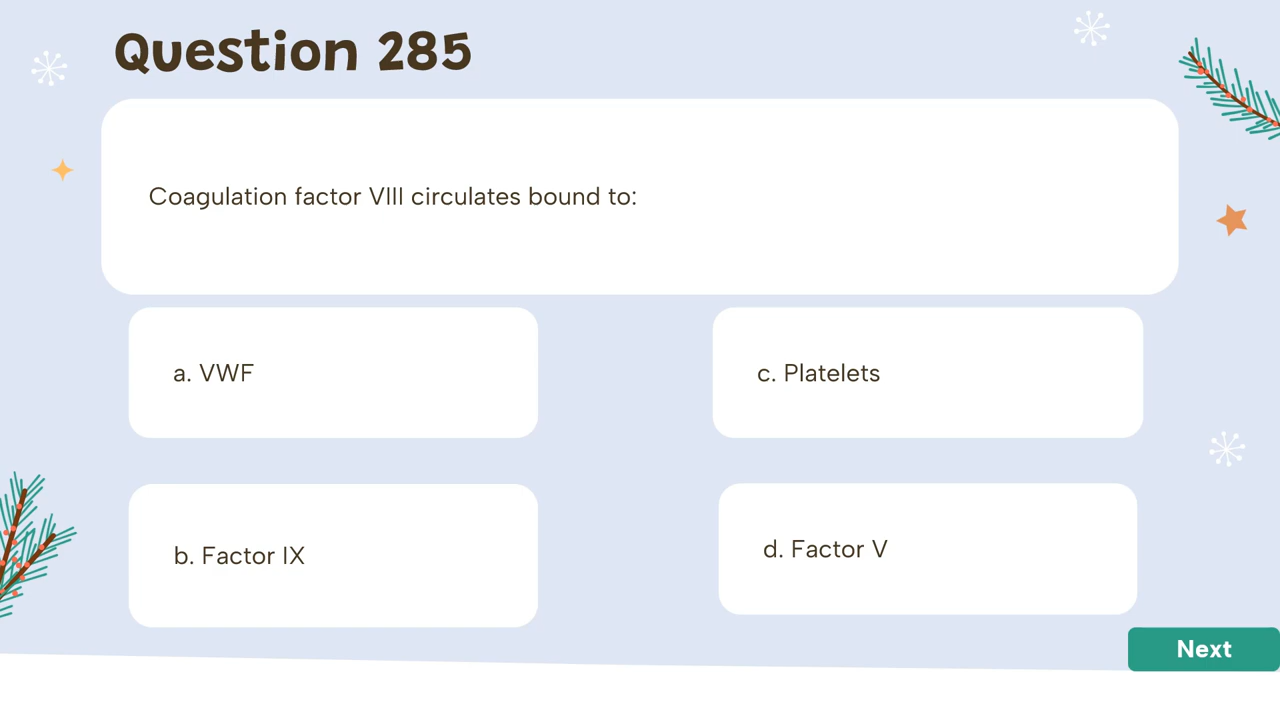 Question 285
Coagulation factor VIII circulates bound to:
a. VWF
c. Platelets
b. Factor IX
d. Factor V
Next